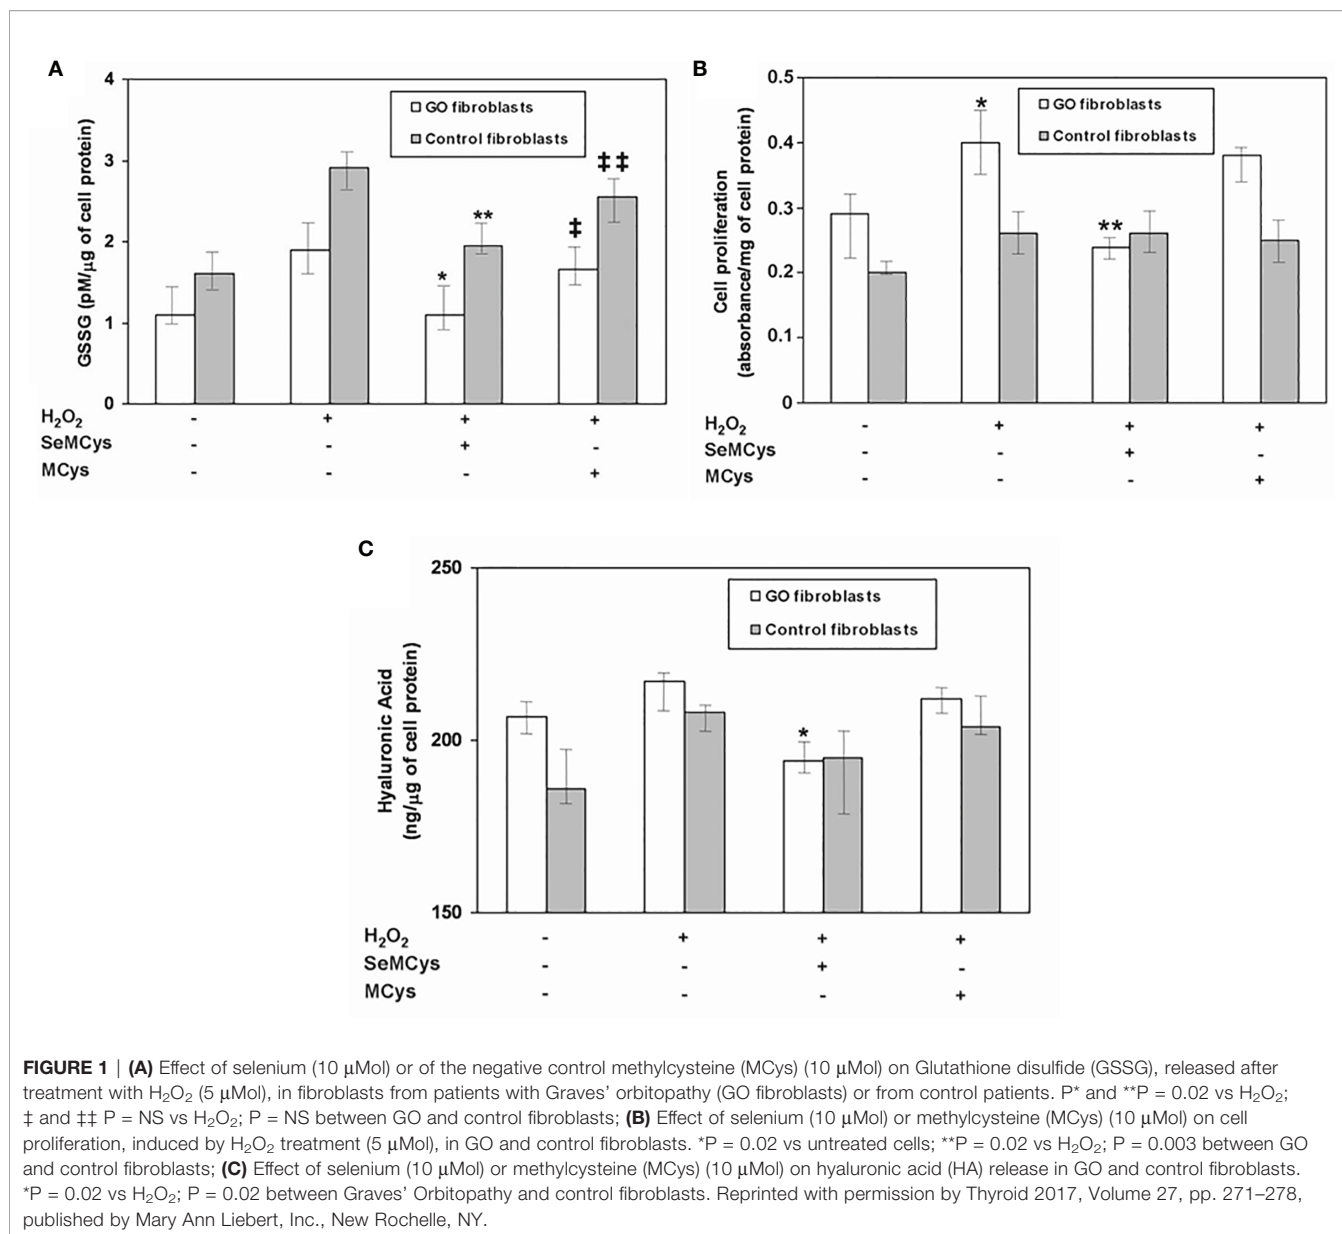 A
GSSG (pM/μg of cell protein)
4
3
2
1
0
GO fibroblasts
Control fibroblasts
*
**
‡
‡‡
H₂O₂ - + + +
SeMCys - - + -
MCys - - - +
B
Cell proliferation
(absorbance/mg of cell protein)
0.5
0.4
0.3
0.2
0.1
0
GO fibroblasts
Control fibroblasts
*
**
H₂O₂ - + + +
SeMCys - - + -
MCys - - - +
C
Hyaluronic Acid
(ng/μg of cell protein)
250
200
150
GO fibroblasts
Control fibroblasts
*
H₂O₂ - + + +
SeMCys - - + -
MCys - - - +
FIGURE 1 | (A) Effect of selenium (10 μMol) or of the negative control methylcysteine (MCys) (10 μMol) on Glutathione disulfide (GSSG), released after
treatment with H₂O₂ (5 μMol), in fibroblasts from patients with Graves’ orbitopathy (GO fibroblasts) or from control patients. P* and **P = 0.02 vs H₂O₂;
‡ and ‡‡ P = NS vs H₂O₂; P = NS between GO and control fibroblasts; (B) Effect of selenium (10 μMol) or methylcysteine (MCys) (10 μMol) on cell
proliferation, induced by H₂O₂ treatment (5 μMol), in GO and control fibroblasts. *P = 0.02 vs untreated cells; **P = 0.02 vs H₂O₂; P = 0.003 between GO
and control fibroblasts; (C) Effect of selenium (10 μMol) or methylcysteine (MCys) (10 μMol) on hyaluronic acid (HA) release in GO and control fibroblasts.
*P = 0.02 vs H₂O₂; P = 0.02 between Graves’ Orbitopathy and control fibroblasts. Reprinted with permission by Thyroid 2017, Volume 27, pp. 271–278,
published by Mary Ann Liebert, Inc., New Rochelle, NY.